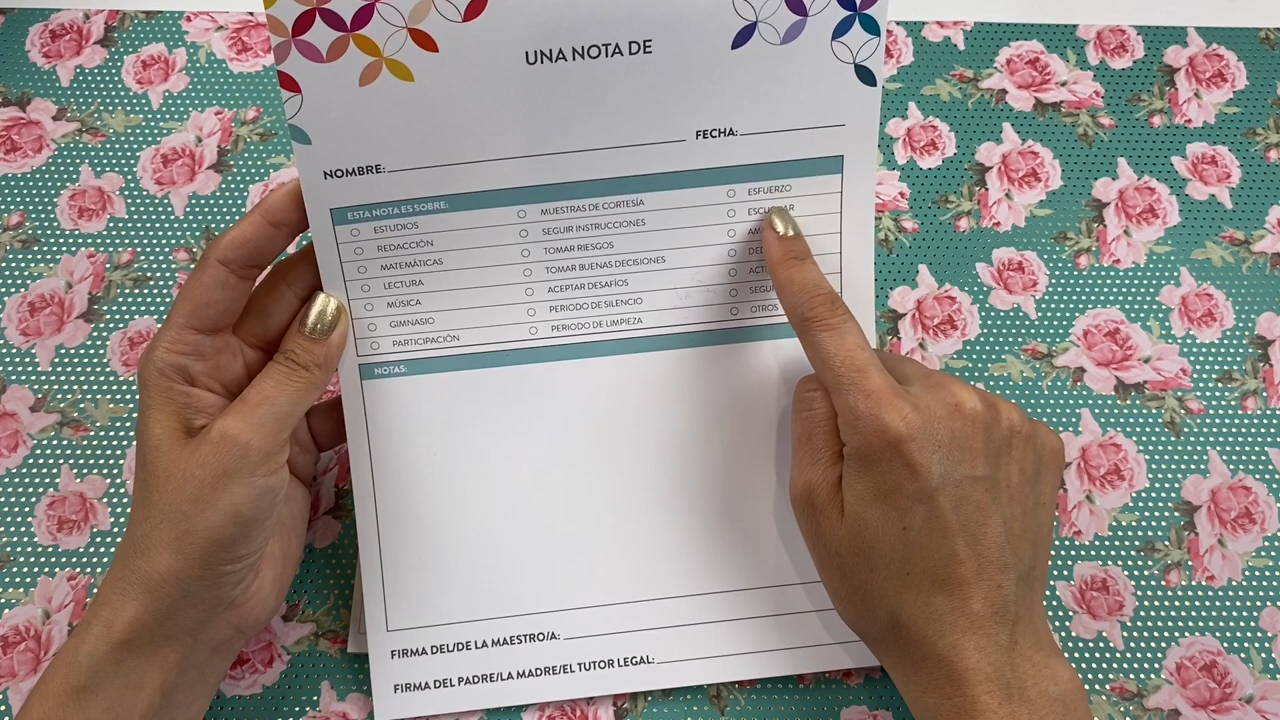 UNA NOTA DE
NOMBRE: FECHA:
ESTA NOTA ES SOBRE:
ESTUDIOS MUESTRAS DE CORTESÍA ESFUERZO
REDACCIÓN SEGUIR INSTRUCCIONES
MATEMÁTICAS TOMAR RIESGOS
LECTURA TOMAR BUENAS DECISIONES
MÚSICA ACEPTAR DESAFÍOS
GIMNASIO PERIODO DE SILENCIO
PARTICIPACIÓN PERIODO DE LIMPIEZA OTROS
NOTAS:
FIRMA DEL/DE LA MAESTRO/A:
FIRMA DEL PADRE/LA MADRE/EL TUTOR LEGAL: